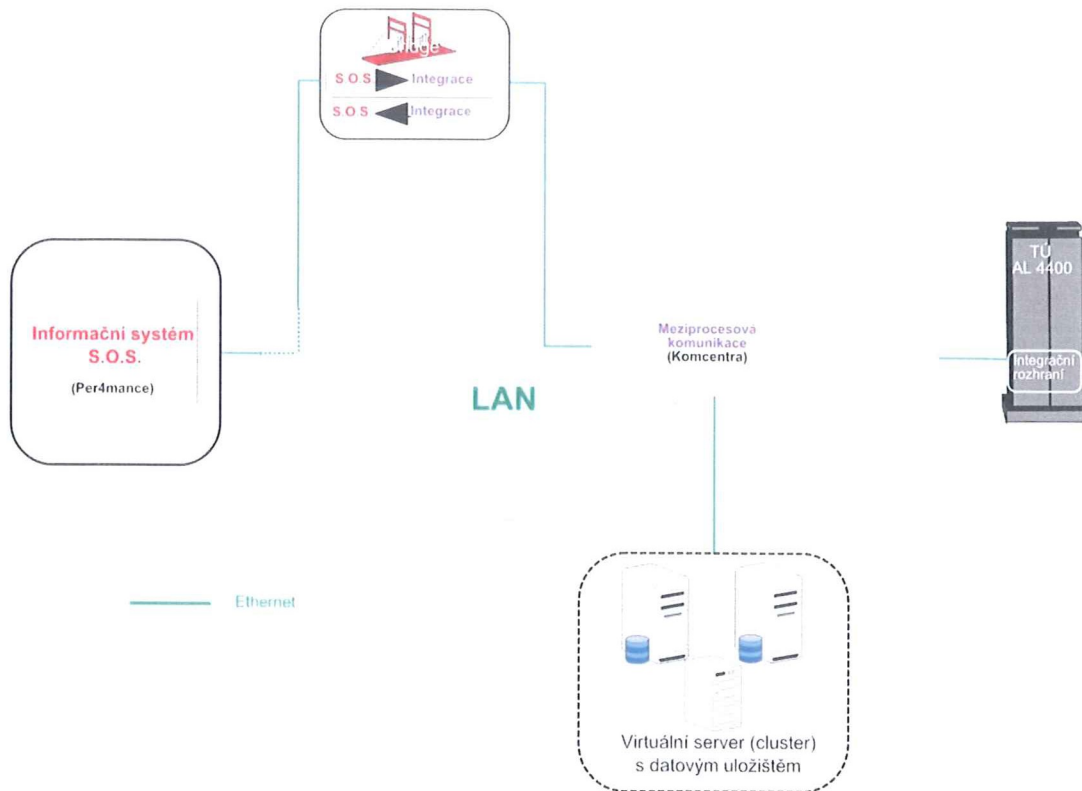 S.O.S Integrace
S.O.S Integrace
TÚ
AL 4400
Integrační
rozhraní
Informační systém
S.O.S.
(Per4mance)
Meziprocesová
komunikace
(Komcentra)
LAN
Ethernet
Virtuální server (cluster)
s datovým uložištěm